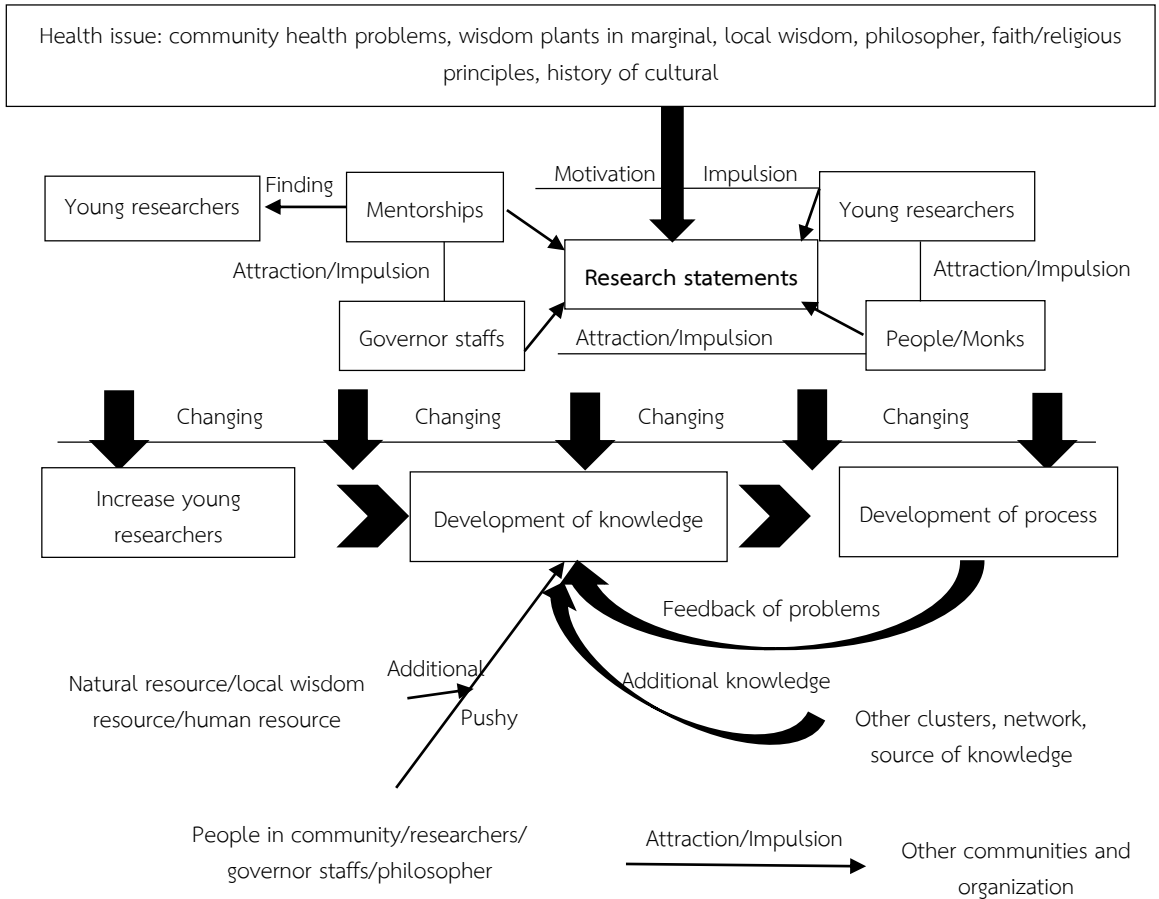 Health issue: community health problems, wisdom plants in marginal, local wisdom, philosopher, faith/religious
principles, history of cultural
Motivation
Impulsion
Finding
Young researchers
Mentorships
Young researchers
Attraction/Impulsion
Research statements
Attraction/Impulsion
Governor staffs
Attraction/Impulsion
People/Monks
Changing
Changing
Changing
Changing
Increase young
researchers
Development of knowledge
Development of process
Feedback of problems
Additional
Natural resource/local wisdom
resource/human resource
Pushy
Additional knowledge
Other clusters, network,
source of knowledge
People in community/researchers/
governor staffs/philosopher
Attraction/Impulsion
Other communities and
organization